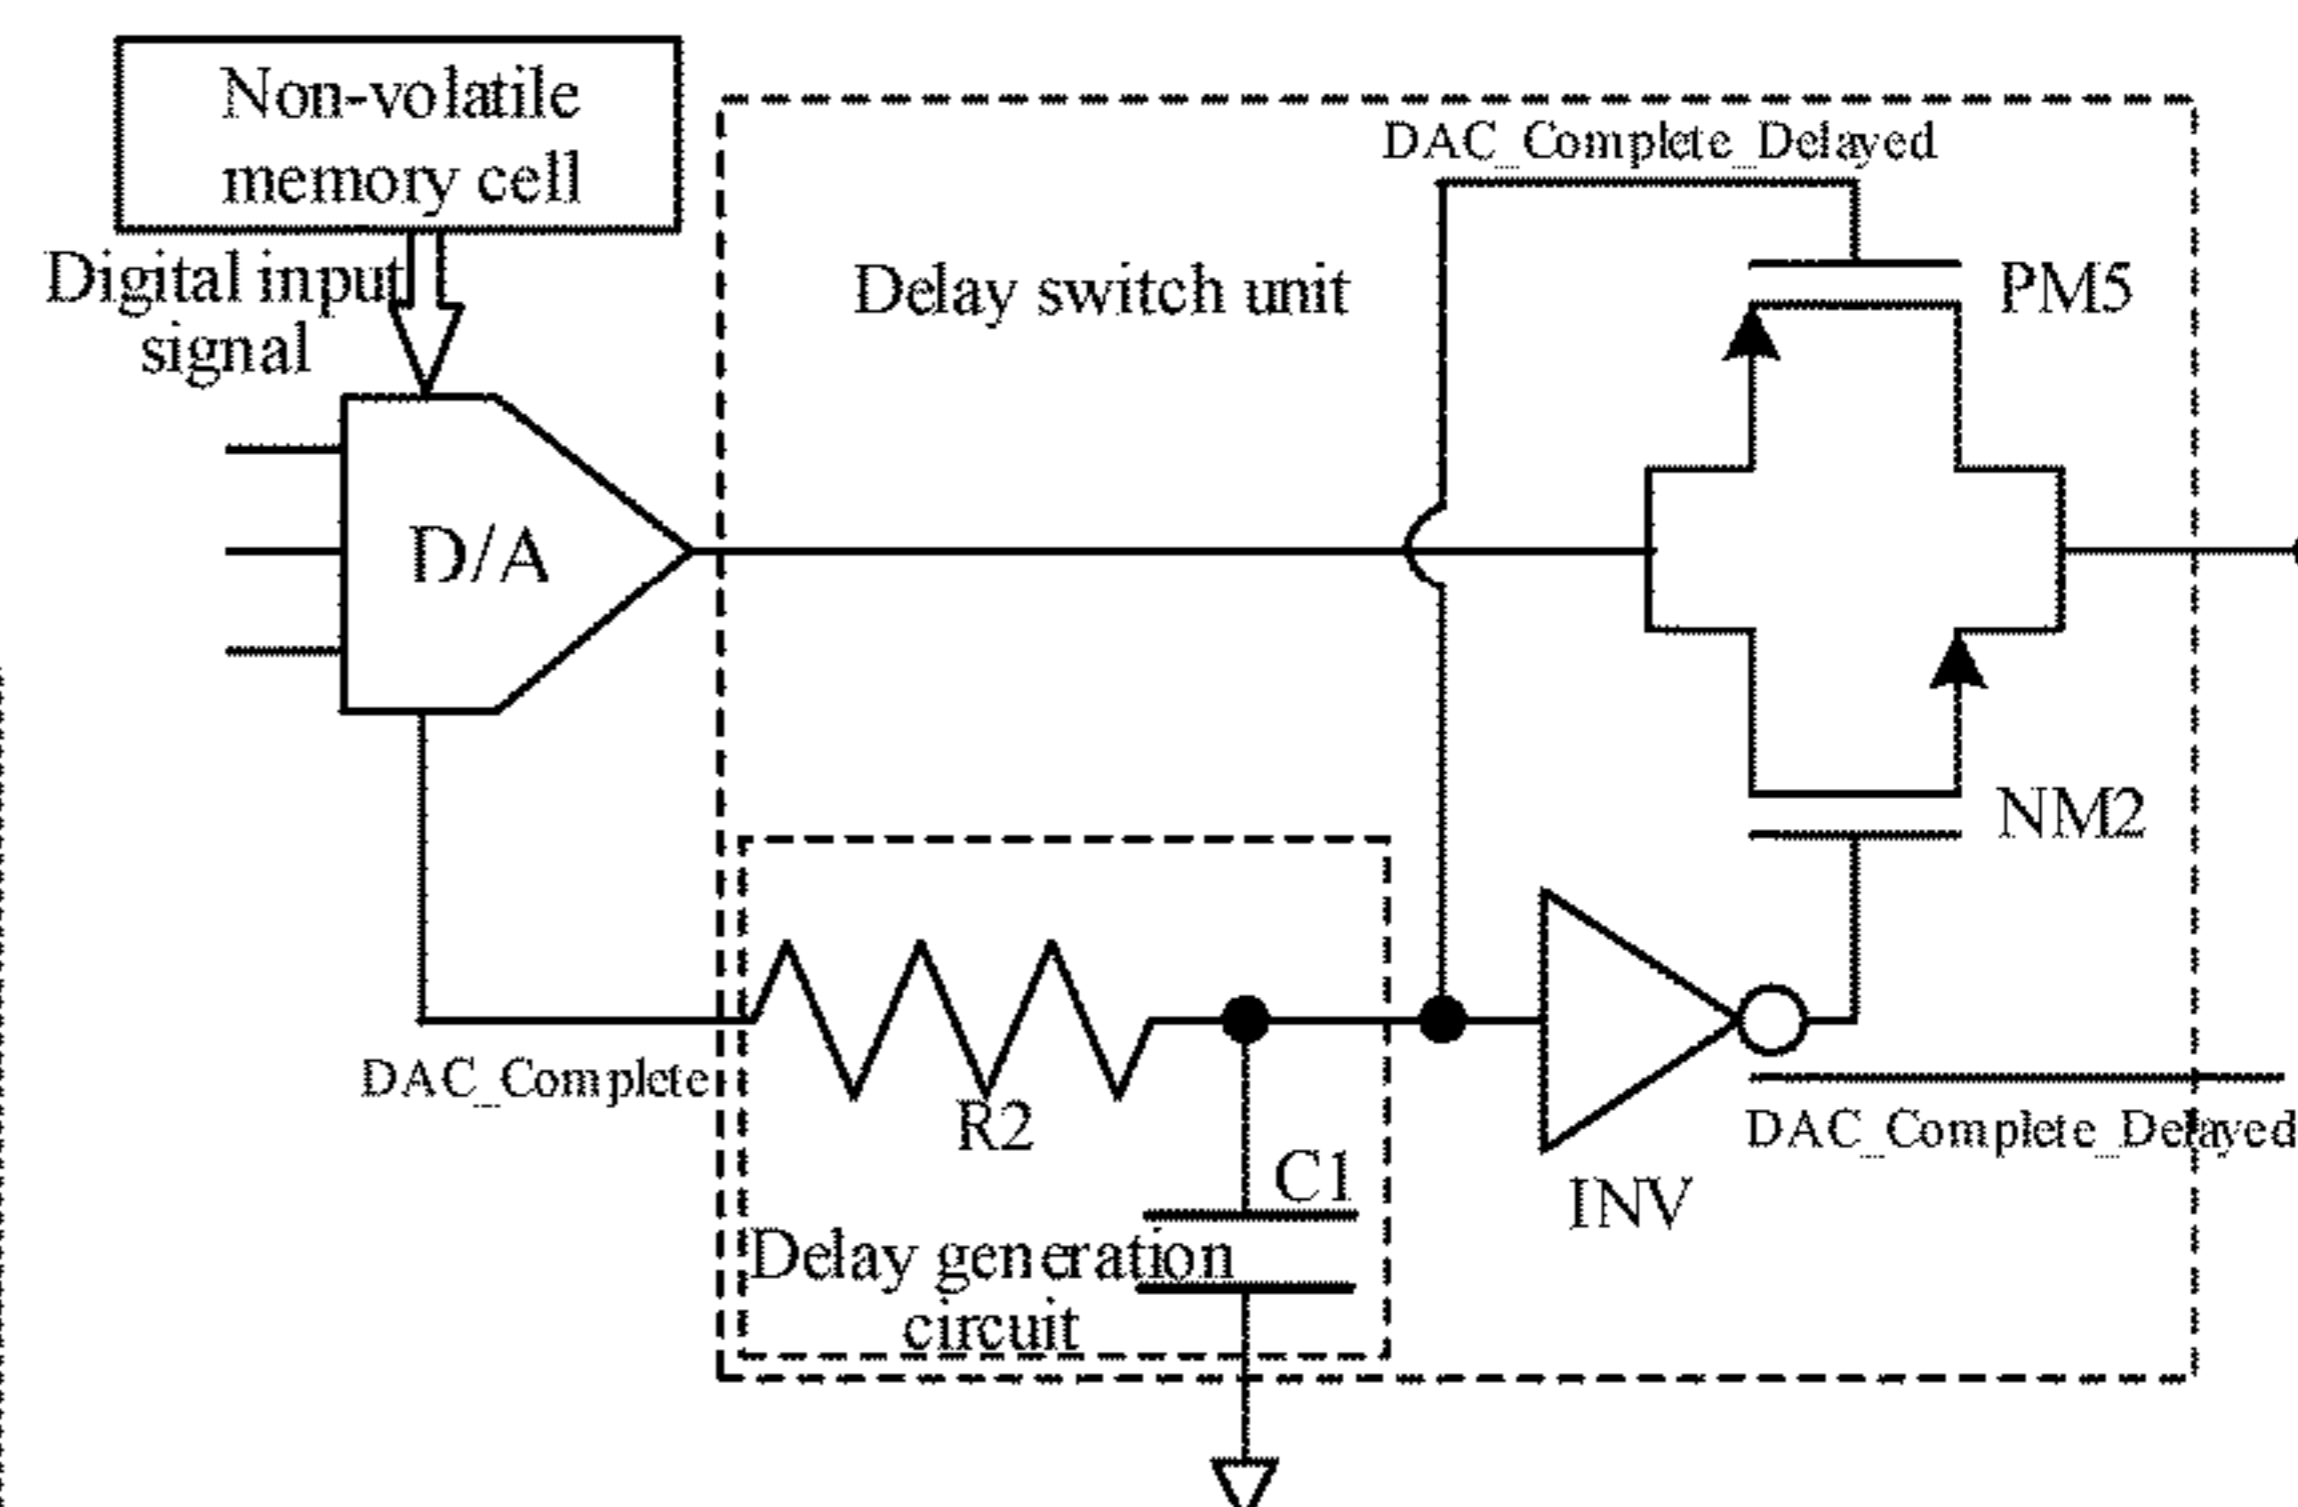 Non-volatile
memory cell
DAC_Complete_Delayed
Digital input
signal
Delay switch unit
PM5
D/A
NM2
DAC_Complete
R2
DAC_Complete_Delayed
C1
INV
Delay generation
circuit